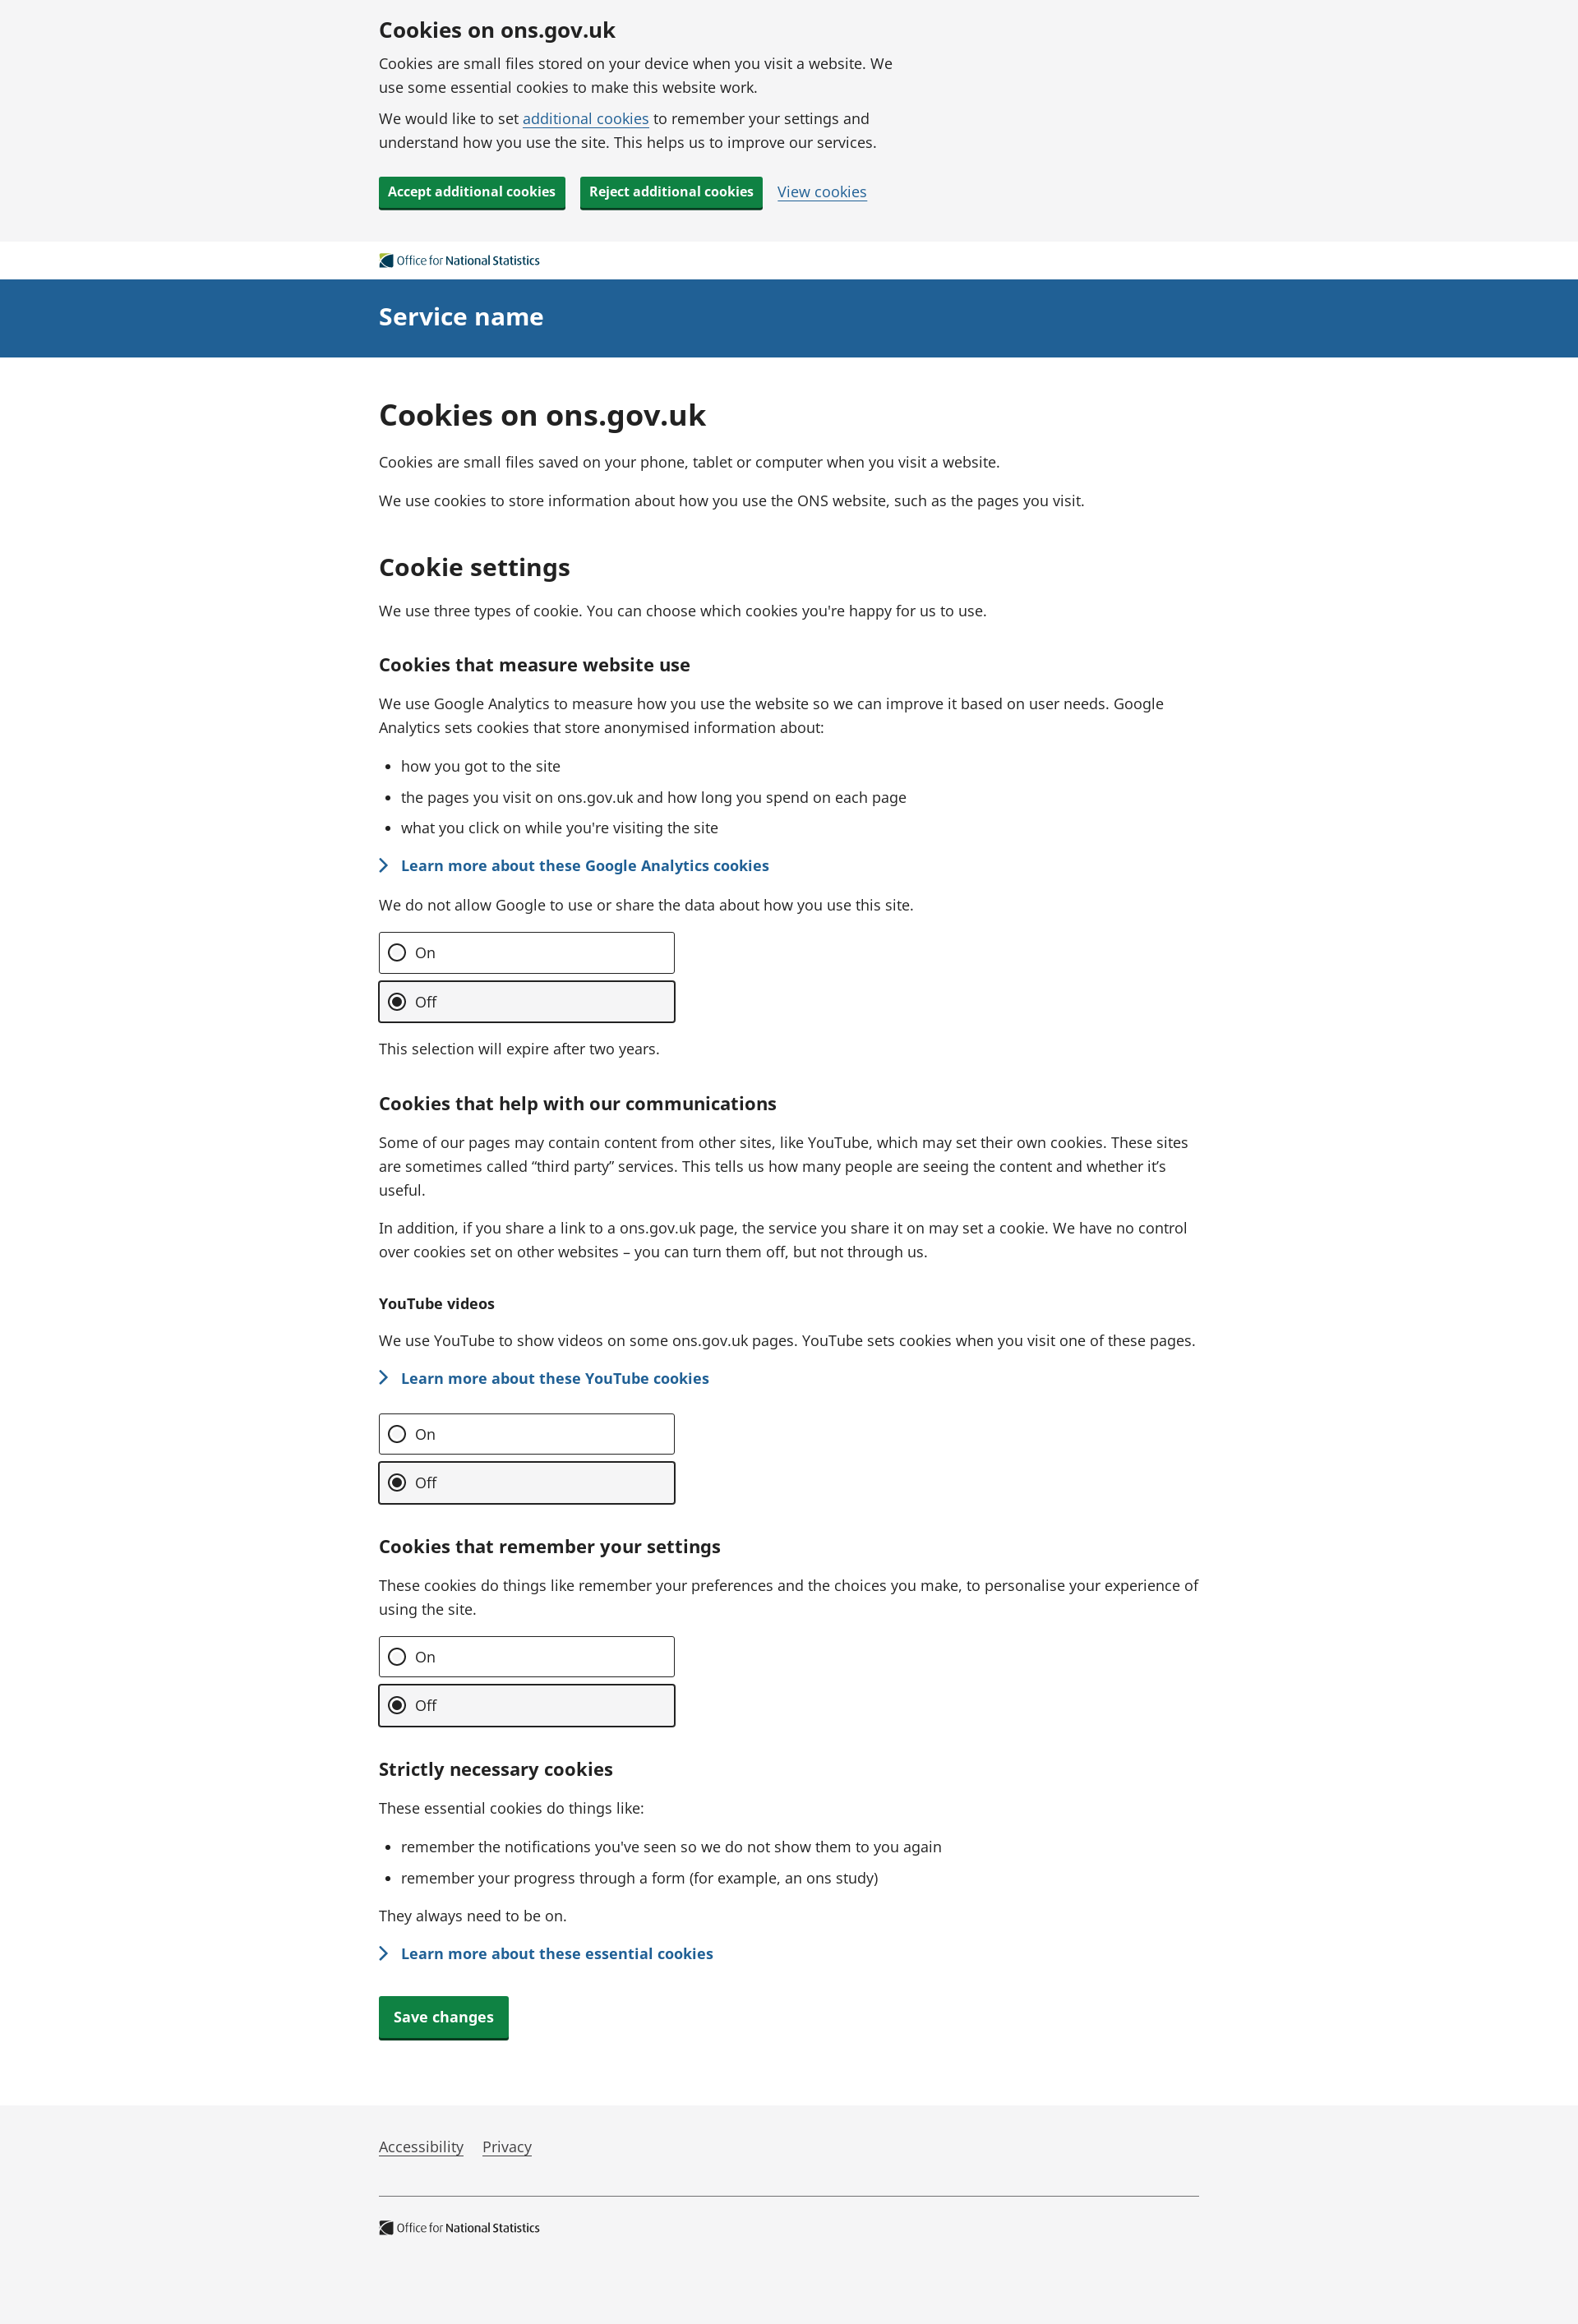 Cookies on ons.gov.uk
Cookies are small files stored on your device when you visit a website. We
use some essential cookies to make this website work.
We would like to set additional cookies to remember your settings and
understand how you use the site. This helps us to improve our services.
Accept additional cookies Reject additional cookies View cookies
Office for National Statistics
Service name
Cookies on ons.gov.uk
Cookies are small files saved on your phone, tablet or computer when you visit a website.
We use cookies to store information about how you use the ONS website, such as the pages you visit.
Cookie settings
We use three types of cookie. You can choose which cookies you're happy for us to use.
Cookies that measure website use
We use Google Analytics to measure how you use the website so we can improve it based on user needs. Google
Analytics sets cookies that store anonymised information about:
• how you got to the site
• the pages you visit on ons.gov.uk and how long you spend on each page
• what you click on while you're visiting the site
Learn more about these Google Analytics cookies
We do not allow Google to use or share the data about how you use this site.
On
Off
This selection will expire after two years.
Cookies that help with our communications
Some of our pages may contain content from other sites, like YouTube, which may set their own cookies. These sites
are sometimes called “third party” services. This tells us how many people are seeing the content and whether it’s
useful.
In addition, if you share a link to a ons.gov.uk page, the service you share it on may set a cookie. We have no control
over cookies set on other websites – you can turn them off, but not through us.
YouTube videos
We use YouTube to show videos on some ons.gov.uk pages. YouTube sets cookies when you visit one of these pages.
Learn more about these YouTube cookies
On
Off
Cookies that remember your settings
These cookies do things like remember your preferences and the choices you make, to personalise your experience of
using the site.
On
Off
Strictly necessary cookies
These essential cookies do things like:
• remember the notifications you've seen so we do not show them to you again
• remember your progress through a form (for example, an ons study)
They always need to be on.
Learn more about these essential cookies
Save changes
Accessibility Privacy
Office for National Statistics